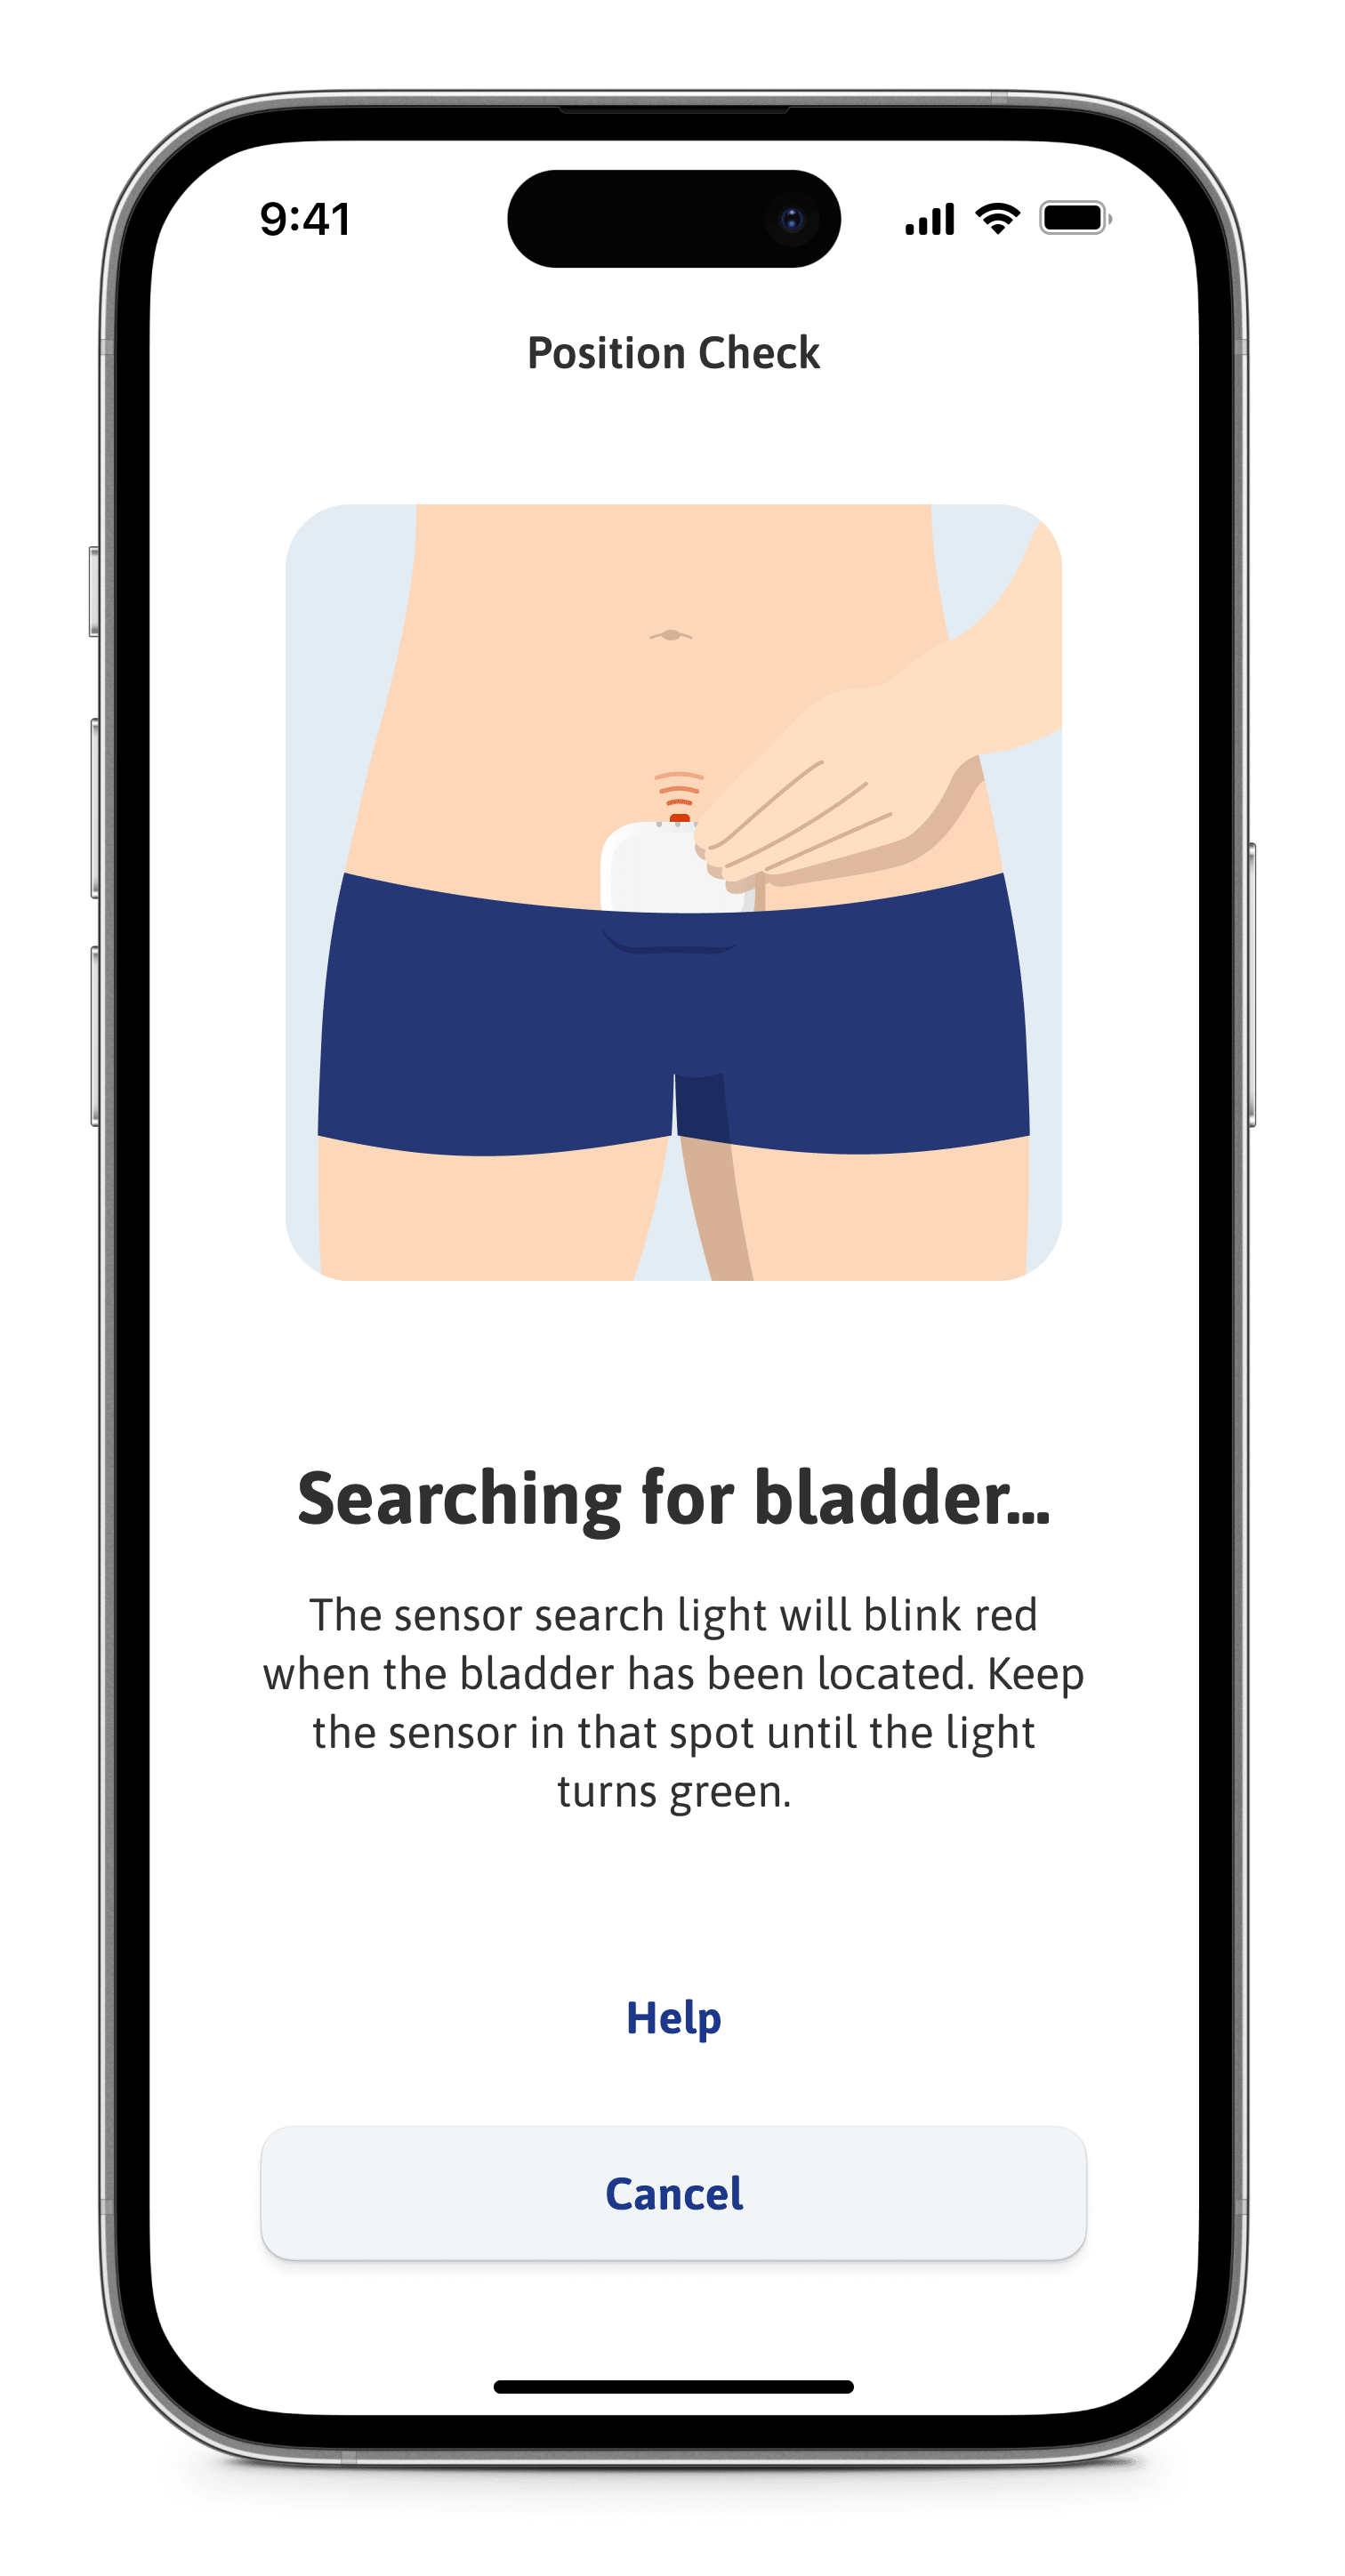 9:41
Position Check
Searching for bladder...
The sensor search light will blink red
when the bladder has been located. Keep
the sensor in that spot until the light
turns green.
Help
Cancel